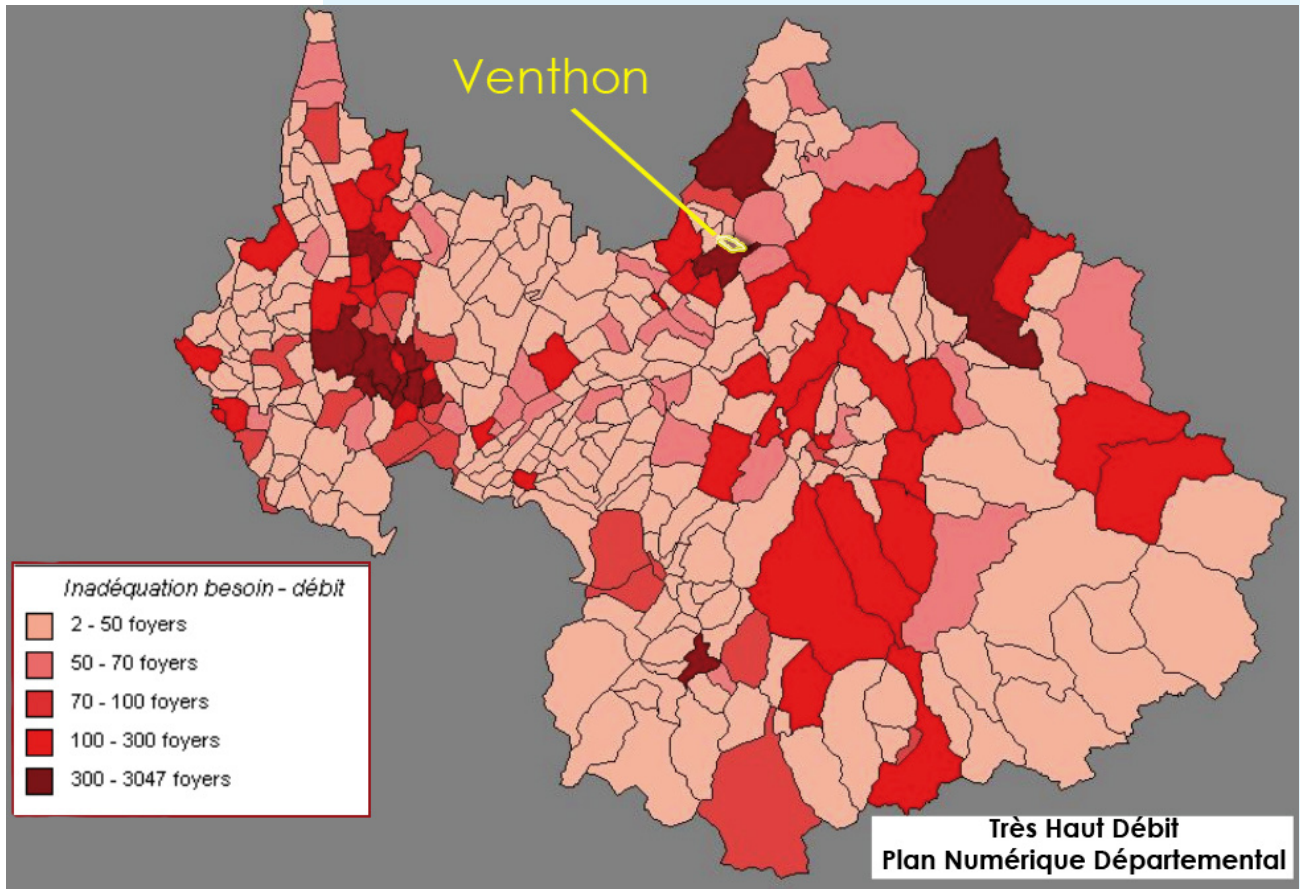 Venthon
Inadéquation besoin - débit
2 - 50 foyers
50 - 70 foyers
70 - 100 foyers
100 - 300 foyers
300 - 3047 foyers
Très Haut Débit
Plan Numérique Départemental